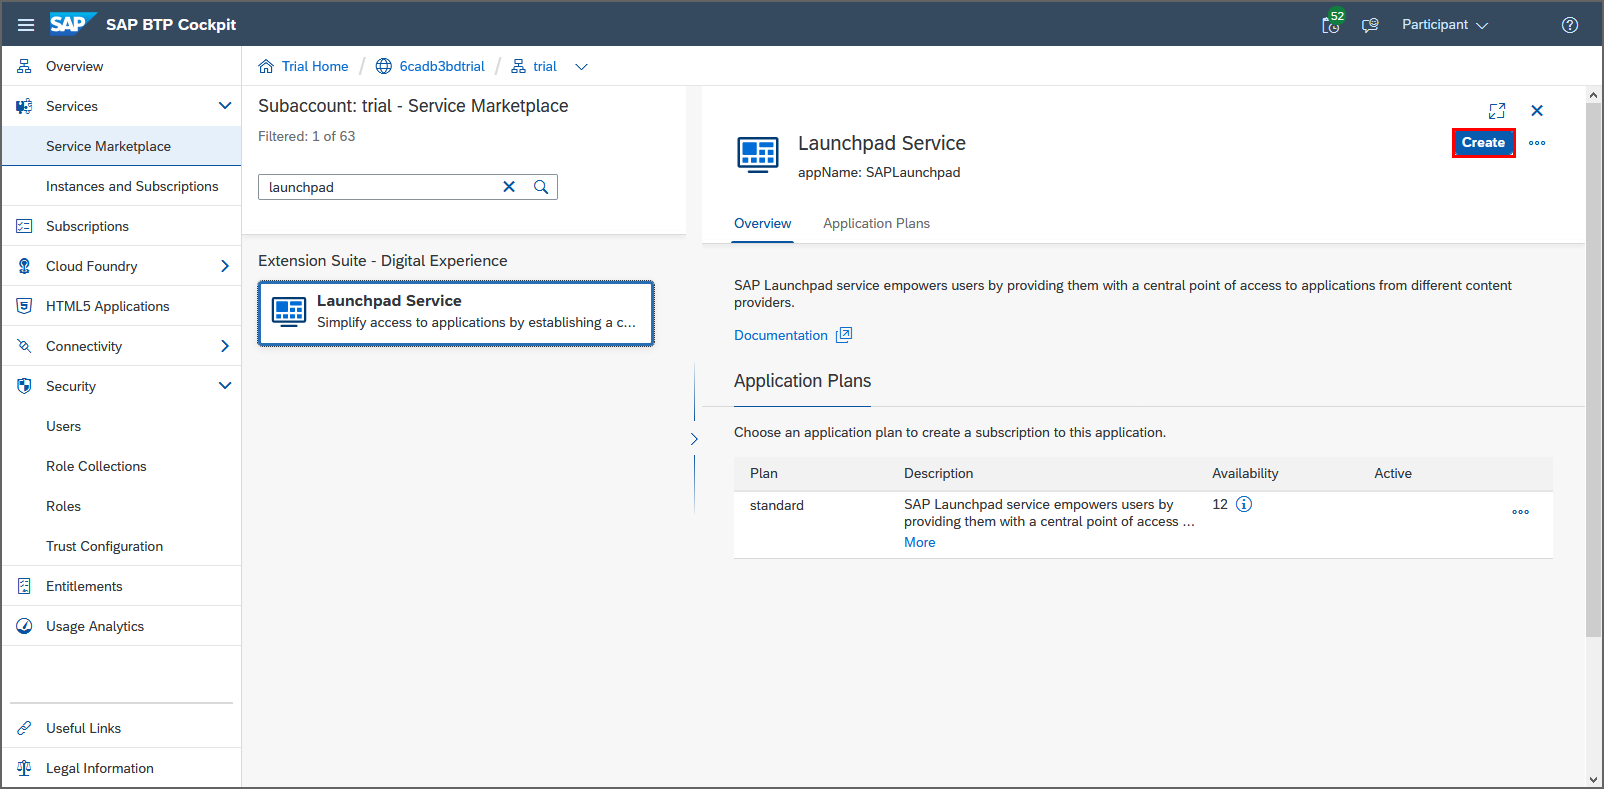 SAP SAP BTP Cockpit
52
Participant
Overview
Services
Service Marketplace
Instances and Subscriptions
Subscriptions
Cloud Foundry
HTML5 Applications
Connectivity
Security
Users
Role Collections
Roles
Trust Configuration
Entitlements
Usage Analytics
Useful Links
Legal Information
Trial Home / 6cadb3bdtrial / trial
Subaccount: trial - Service Marketplace
Filtered: 1 of 63
launchpad
Extension Suite - Digital Experience
Launchpad Service
Simplify access to applications by establishing a c...
Launchpad Service
appName: SAPLaunchpad
Create
Overview Application Plans
SAP Launchpad service empowers users by providing them with a central point of access to applications from different content
providers.
Documentation
Application Plans
Choose an application plan to create a subscription to this application.
Plan Description Availability Active
standard SAP Launchpad service empowers users by 12
providing them with a central point of access ...
More